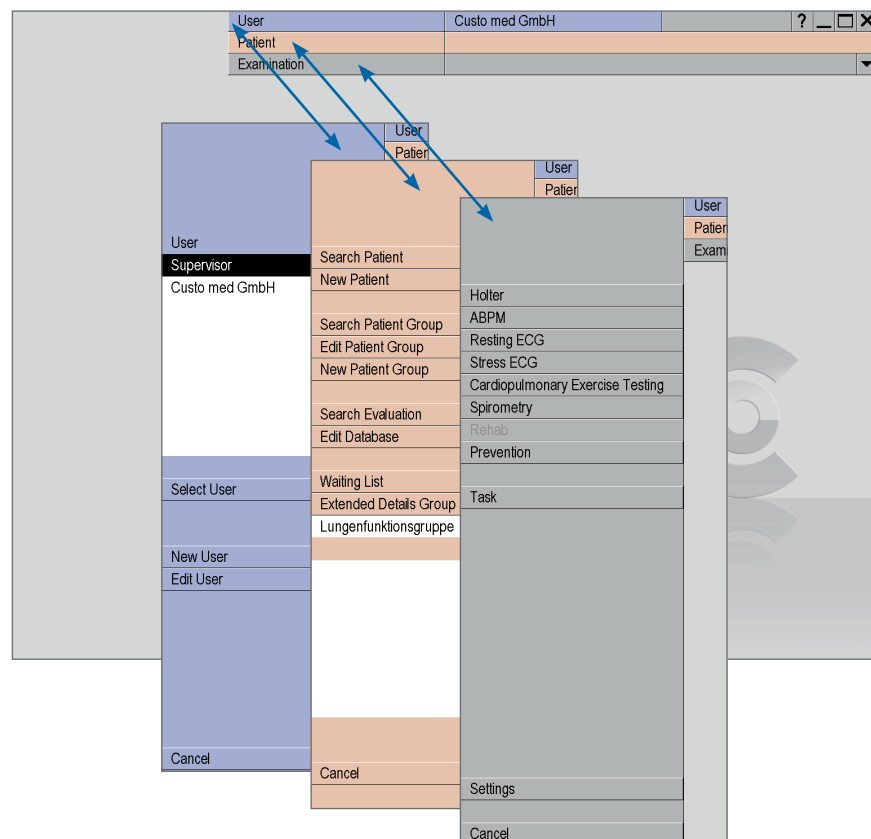 User
Custo med GmbH
?
Patient
Examination
User
Patien
User
Supervisor
Custo med GmbH
Select User
New User
Edit User
Cancel
User
Patier
Search Patient
New Patient
Search Patient Group
Edit Patient Group
New Patient Group
Search Evaluation
Edit Database
Waiting List
Extended Details Group
Lungenfunktionsgruppe
Cancel
User
Patier
Exam
Holter
ABPM
Resting ECG
Stress ECG
Cardiopulmonary Exercise Testing
Spirometry
Rehab
Prevention
Task
Settings
Cancel